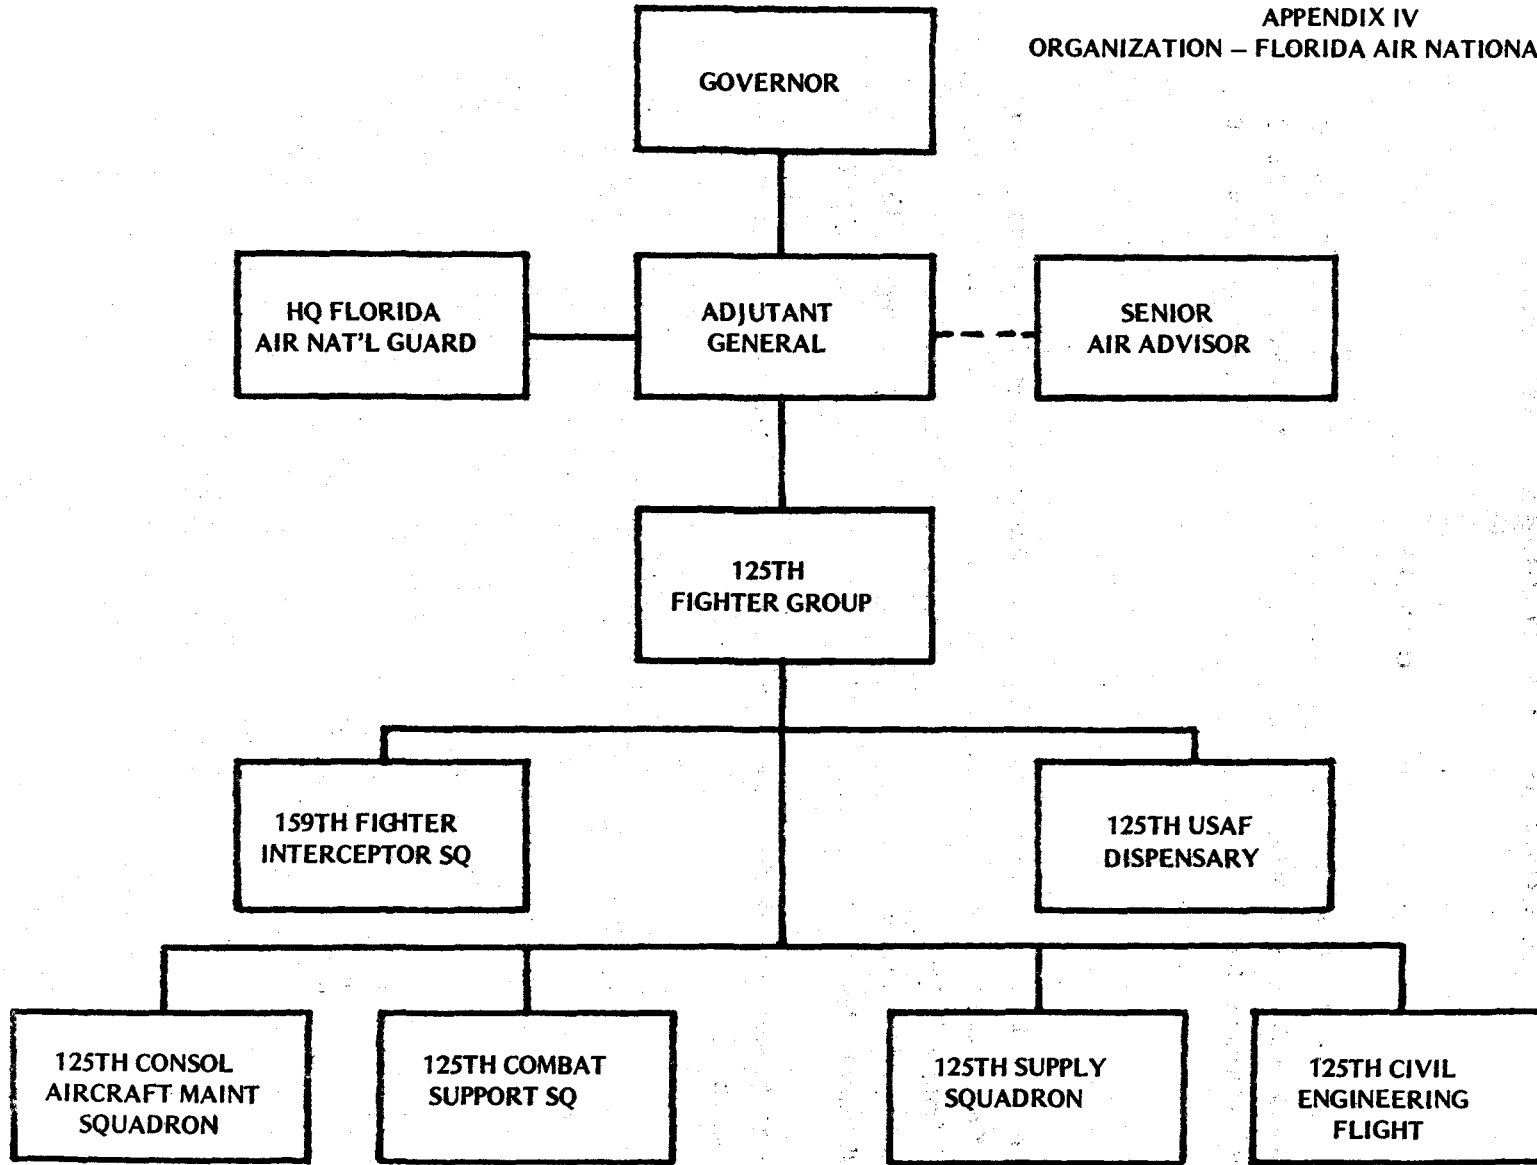 APPENDIX IV
ORGANIZATION – FLORIDA AIR NATIONA
GOVERNOR
HQ FLORIDA
AIR NAT'L GUARD
ADJUTANT
GENERAL
SENIOR
AIR ADVISOR
125TH
FIGHTER GROUP
159TH FIGHTER
INTERCEPTOR SQ
125TH USAF
DISPENSARY
125TH CONSOL
AIRCRAFT MAINT
SQUADRON
125TH COMBAT
SUPPORT SQ
125TH SUPPLY
SQUADRON
125TH CIVIL
ENGINEERING
FLIGHT